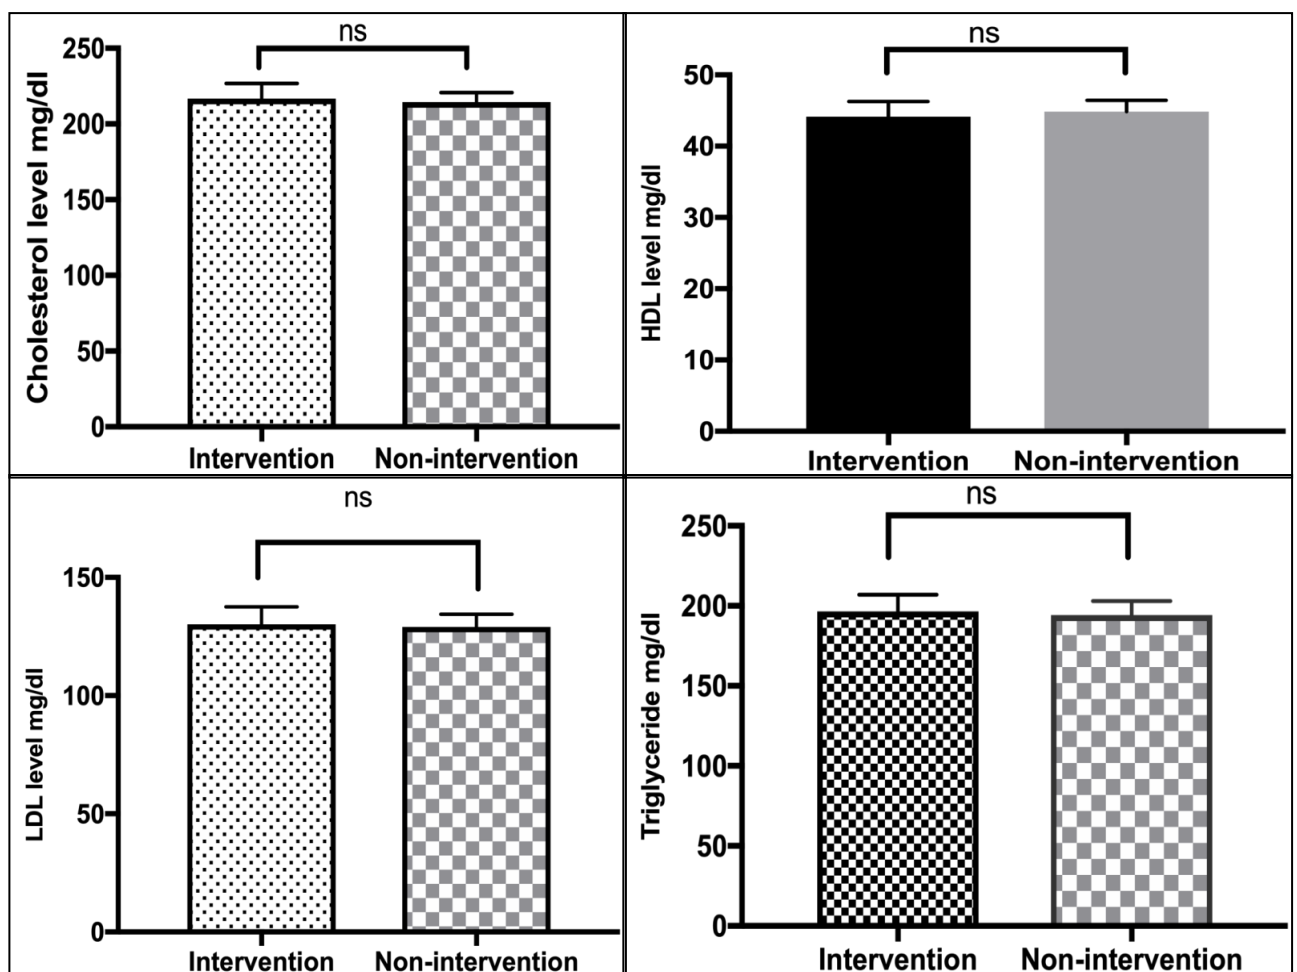 ns
250
200
150
100
50
0
Cholesterol level mg/dl
Intervention Non-intervention
ns
50
40
30
20
10
0
HDL level mg/dl
Intervention Non-intervention
ns
150
100
50
0
LDL level mg/dl
Intervention Non-intervention
ns
250
200
150
100
50
0
Triglyceride mg/dl
Intervention Non-intervention